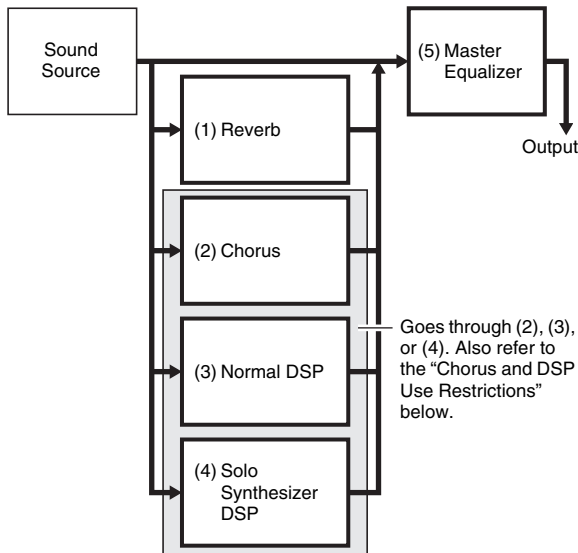 Sound
Source
(5) Master
Equalizer
Output
(1) Reverb
(2) Chorus
Goes through (2), (3),
or (4). Also refer to
the “Chorus and DSP
Use Restrictions”
below.
(3) Normal DSP
(4) Solo
Synthesizer
DSP